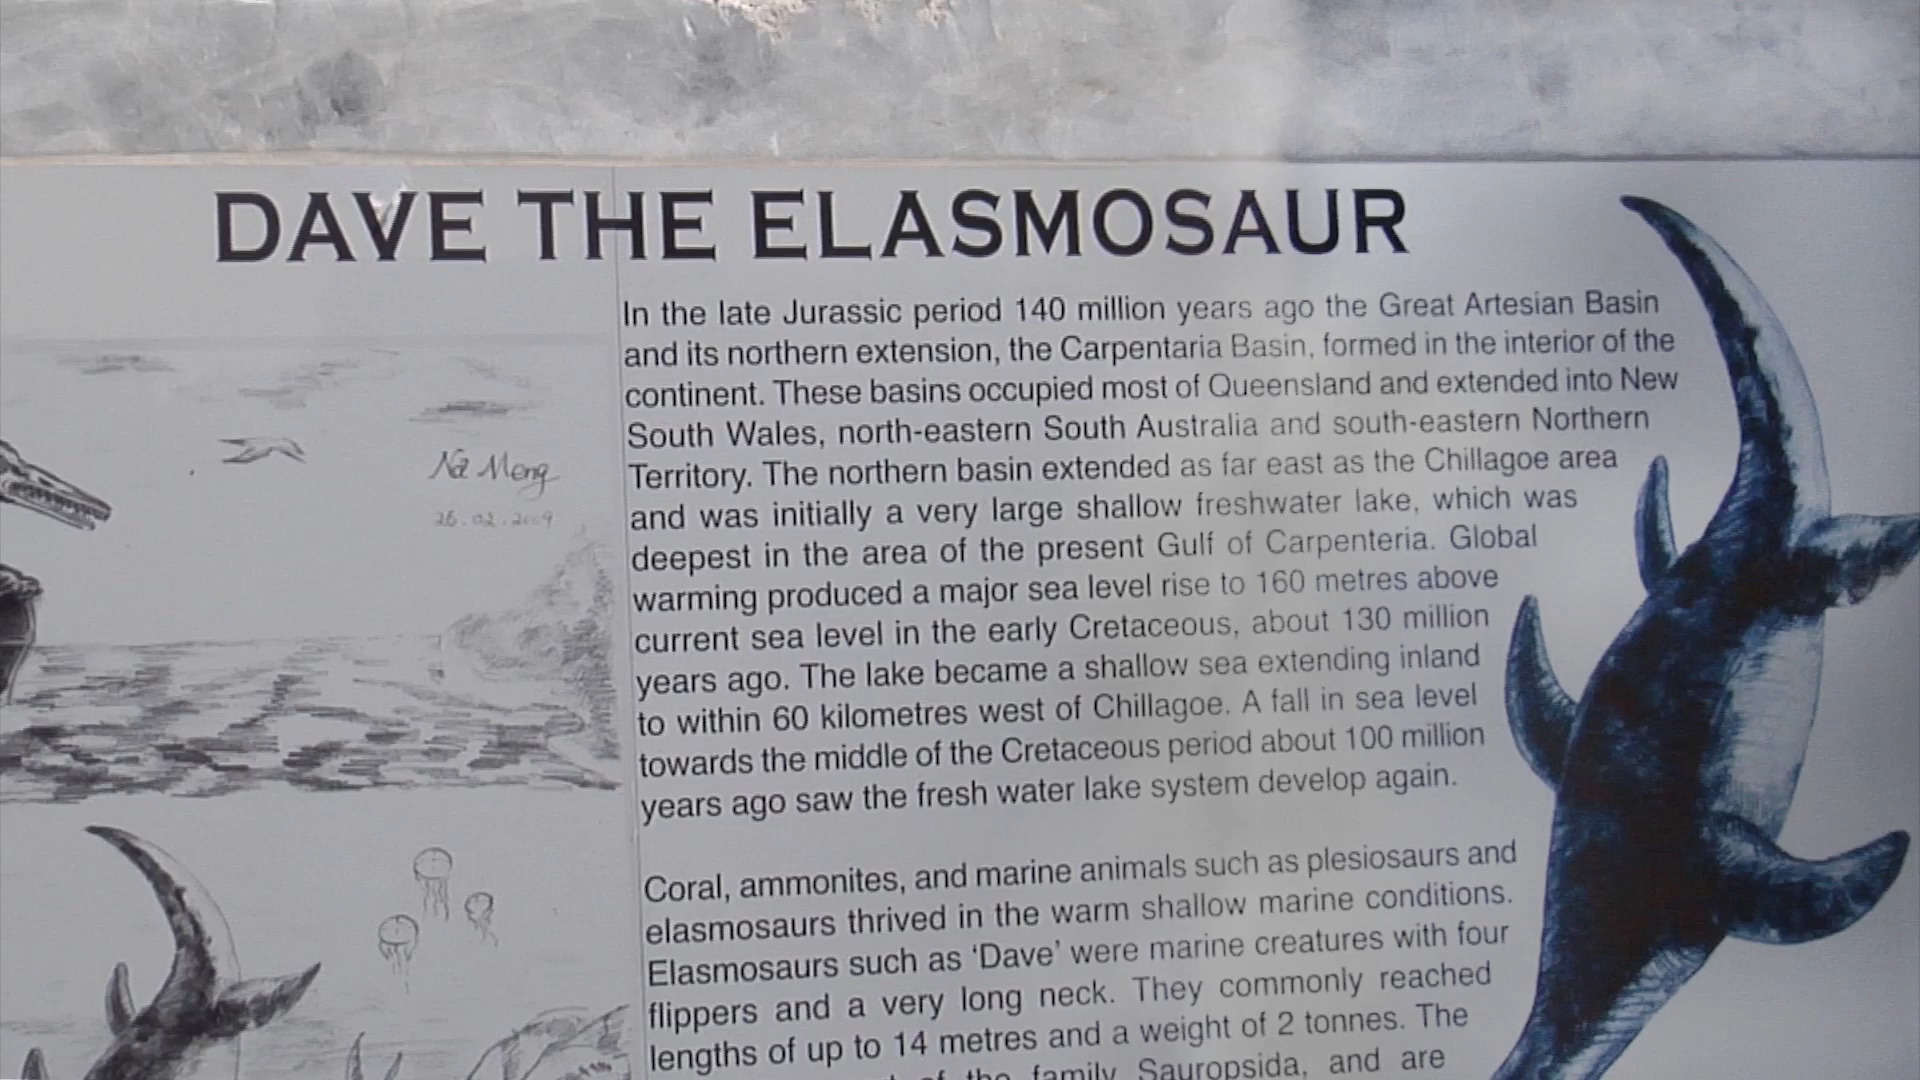 DAVE THE ELASMOSAUR
In the late Jurassic period 140 million years ago the Great Artesian Basin
and its northern extension, the Carpentaria Basin, formed in the interior of the
continent. These basins occupied most of Queensland and extended into New
South Wales, north-eastern South Australia and south-eastern Northern
Territory. The northern basin extended as far east as the Chillagoe area
and was initially a very large shallow freshwater lake, which was
deepest in the area of the present Gulf of Carpenteria. Global
warming produced a major sea level rise to 160 metres above
current sea level in the early Cretaceous, about 130 million
years ago. The lake became a shallow sea extending inland
to within 60 kilometres west of Chillagoe. A fall in sea level
towards the middle of the Cretaceous period about 100 million
years ago saw the fresh water lake system develop again.
Coral, ammonites, and marine animals such as plesiosaurs and
elasmosaurs thrived in the warm shallow marine conditions.
Elasmosaurs such as ‘Dave’ were marine creatures with four
flippers and a very long neck. They commonly reached
lengths of up to 14 metres and a weight of 2 tonnes. The
of the family Sauropsida, and are
Meng
26.02.2009